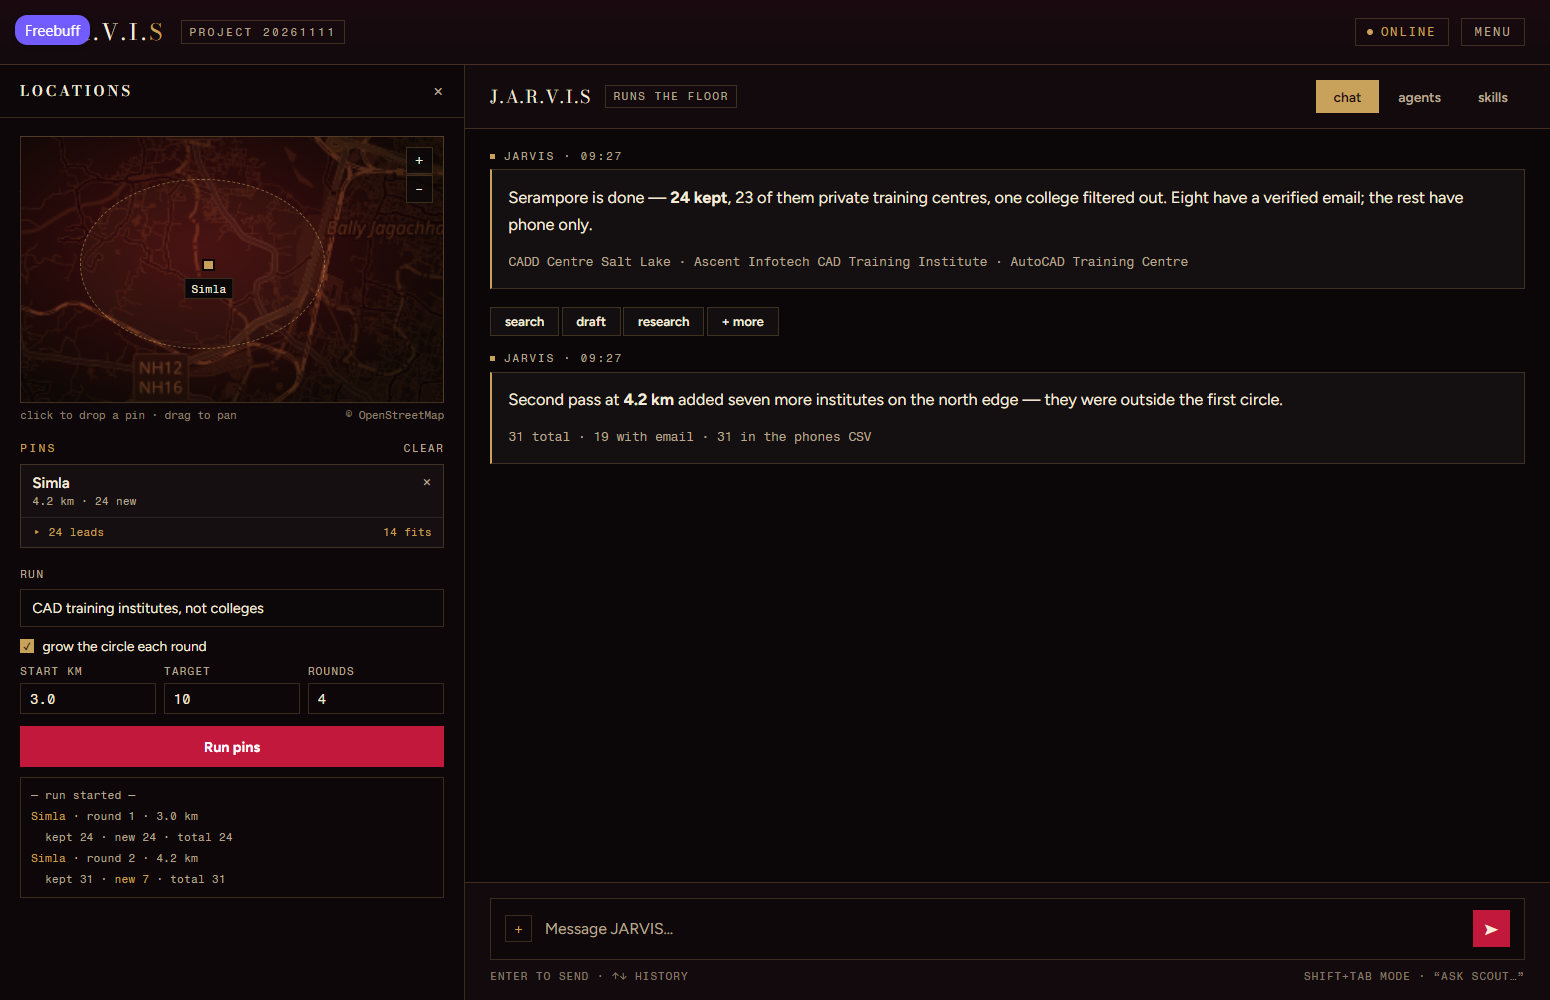 Freebuff
.V.I.S
PROJECT 20261111
ONLINE
MENU
LOCATIONS
×
+
−
Bally Jagachha
Simla
NH12
NH16
click to drop a pin · drag to pan
© OpenStreetMap
PINS
CLEAR
Simla
×
4.2 km · 24 new
▸ 24 leads
14 fits
RUN
CAD training institutes, not colleges
✓ grow the circle each round
START KM
TARGET
ROUNDS
3.0
10
4
Run pins
— run started —
Simla · round 1 · 3.0 km
kept 24 · new 24 · total 24
Simla · round 2 · 4.2 km
kept 31 · new 7 · total 31
J.A.R.V.I.S
RUNS THE FLOOR
chat
agents
skills
JARVIS · 09:27
Serampore is done — 24 kept, 23 of them private training centres, one college filtered out. Eight have a verified email; the rest have
phone only.
CADD Centre Salt Lake · Ascent Infotech CAD Training Institute · AutoCAD Training Centre
search
draft
research
+ more
JARVIS · 09:27
Second pass at 4.2 km added seven more institutes on the north edge — they were outside the first circle.
31 total · 19 with email · 31 in the phones CSV
+
Message JARVIS…
➤
ENTER TO SEND · ↑↓ HISTORY
SHIFT+TAB MODE · “ASK SCOUT…”